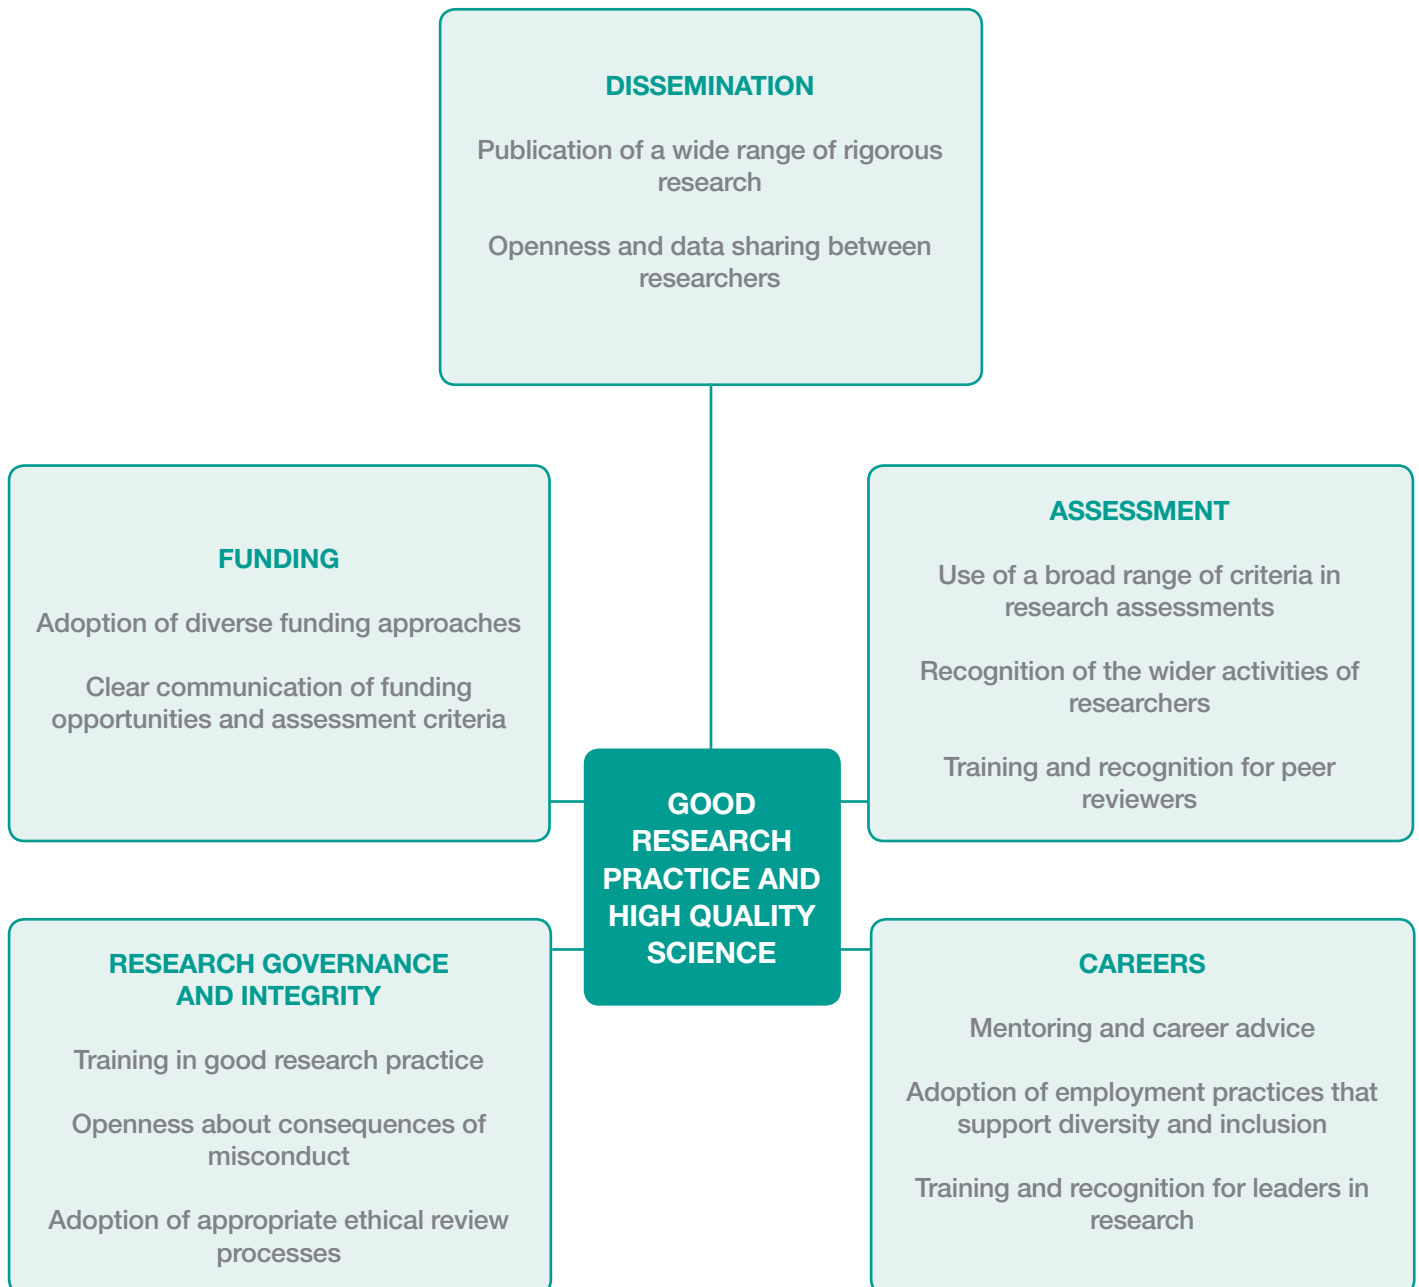 DISSEMINATION
Publication of a wide range of rigorous
research
Openness and data sharing between
researchers
FUNDING
Adoption of diverse funding approaches
Clear communication of funding
opportunities and assessment criteria
ASSESSMENT
Use of a broad range of criteria in
research assessments
Recognition of the wider activities of
researchers
Training and recognition for peer
reviewers
GOOD
RESEARCH
PRACTICE AND
HIGH QUALITY
SCIENCE
RESEARCH GOVERNANCE
AND INTEGRITY
Training in good research practice
Openness about consequences of
misconduct
Adoption of appropriate ethical review
processes
CAREERS
Mentoring and career advice
Adoption of employment practices that
support diversity and inclusion
Training and recognition for leaders in
research